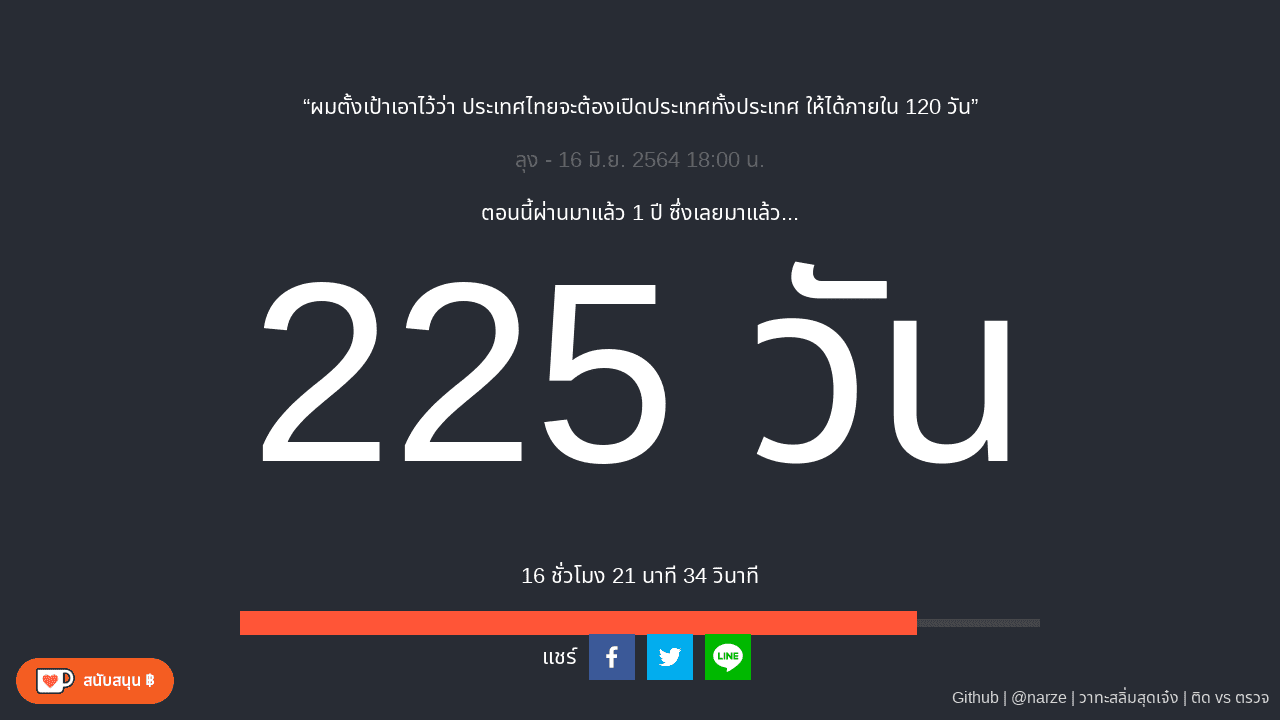 “ผมตั้งเป้าเอาไว้ว่า ประเทศไทยจะต้องเปิดประเทศทั้งประเทศ ให้ได้ภายใน 120 วัน”
ลุง - 16 มิ.ย. 2564 18:00 น.
ตอนนี้ผ่านมาแล้ว 1 ปี ซึ่งเลยมาแล้ว...
225 วัน
16 ชั่วโมง 21 นาที 34 วินาที
แชร์
LINE
สนับสนุน ฿
Github | @narze | วาทะสลิ่มสุดเจ๋ง | ติด vs ตรวจ